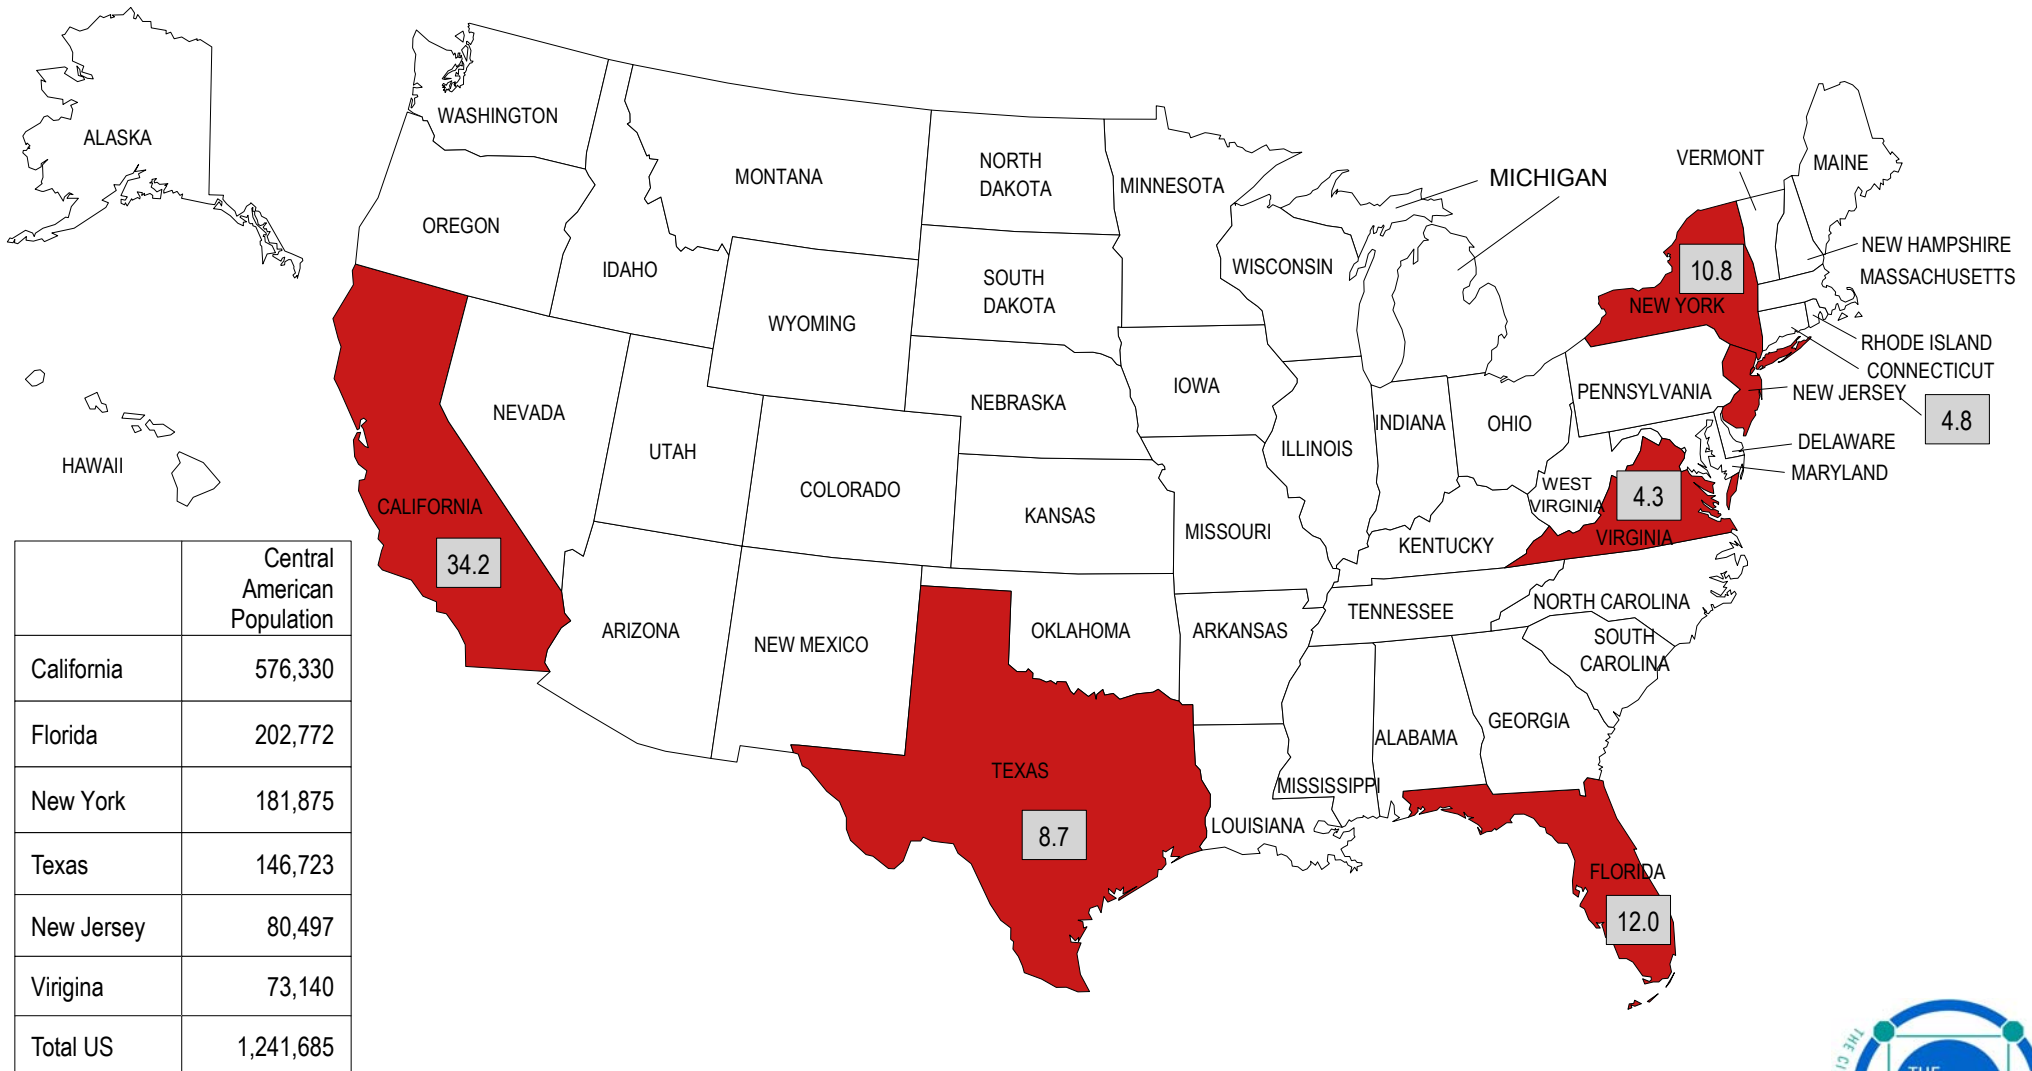 ALASKA
WASHINGTON
OREGON
IDAHO
MONTANA
NORTH
DAKOTA
MINNESOTA
SOUTH
DAKOTA
WYOMING
WISCONSIN
MICHIGAN
VERMONT
MAINE
NEW HAMPSHIRE
MASSACHUSETTS
10.8
NEW YORK
RHODE ISLAND
CONNECTICUT
NEW JERSEY
4.8
DELAWARE
MARYLAND
PENNSYLVANIA
HAWAII
NEVADA
UTAH
COLORADO
NEBRASKA
IOWA
KANSAS
MISSOURI
ILLINOIS
INDIANA
OHIO
WEST
VIRGINIA
4.3
VIRGINIA
KENTUCKY
CALIFORNIA
34.2
ARIZONA
NEW MEXICO
OKLAHOMA
ARKANSAS
TENNESSEE
NORTH CAROLINA
SOUTH
CAROLINA
TEXAS
8.7
LOUISIANA
MISSISSIPPI
ALABAMA
GEORGIA
FLORIDA
12.0
Central
American
Population
California 576,330
Florida 202,772
New York 181,875
Texas 146,723
New Jersey 80,497
Virigina 73,140
Total US 1,241,685
THE
THE